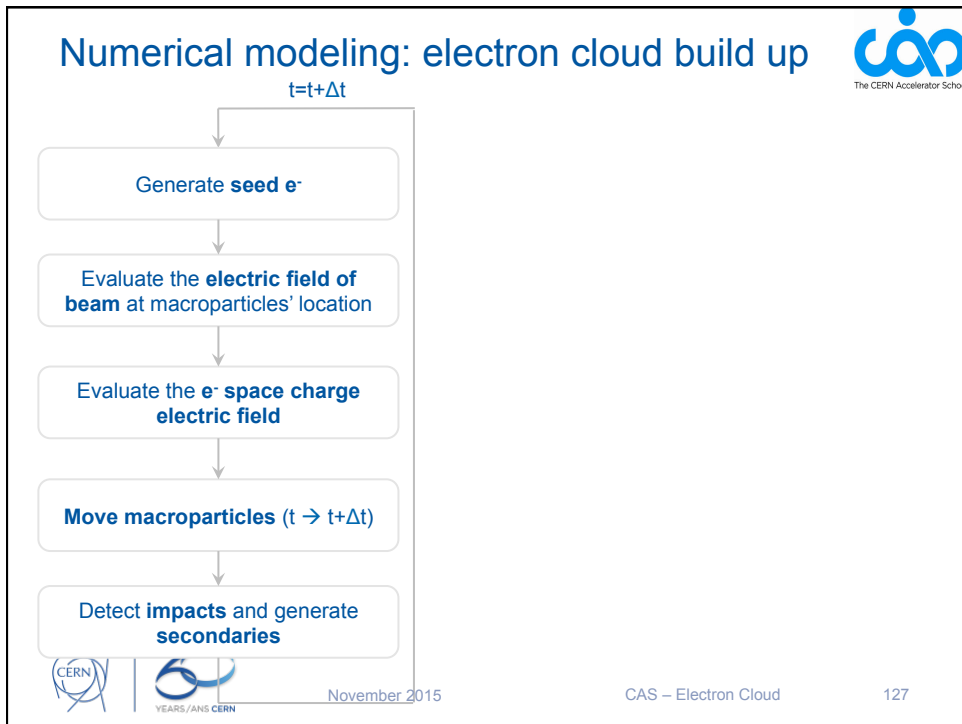 Numerical modeling: electron cloud build up
The CERN Accelerator Schoo
t=t+Δt
Generate seed e-
Evaluate the electric field of
beam at macroparticles' location
Evaluate the e- space charge
electric field
Move macroparticles (t → t+Δt)
Detect impacts and generate
secondaries
CERN
60
YEARS/ANS CERN
November 2015
CAS – Electron Cloud
127